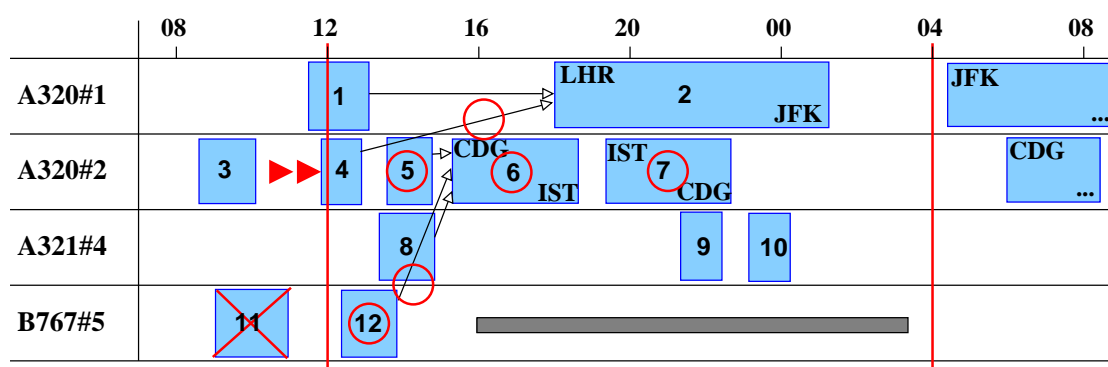 08 12 16 20 00 04 08
A320#1 1 LHR 2 JFK JFK ...
A320#2 3 4 5 CDG 6 IST IST 7 CDG CDG ...
A321#4 8 9 10
B767#5 11 12